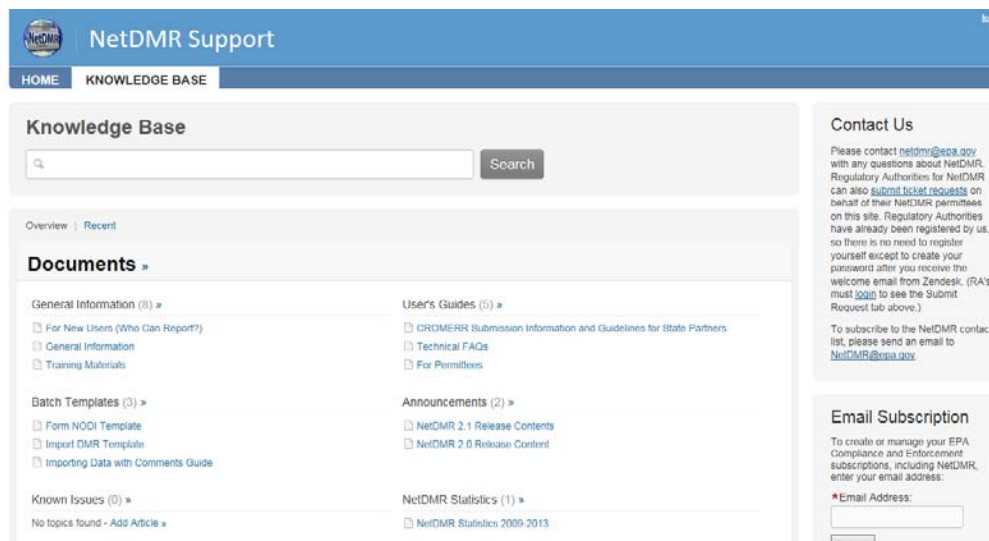 NetDMR
NetDMR Support
HOME
KNOWLEDGE BASE
Knowledge Base
Search
Overview | Recent
Documents »
General Information (8) »
For New Users (Who Can Report?)
General Information
Training Materials
User's Guides (5) »
CROMERR Submission Information and Guidelines for State Partners
Technical FAQs
For Permittees
Batch Templates (3) »
Form NODI Template
Import DMR Template
Importing Data with Comments Guide
Announcements (2) »
NetDMR 2.1 Release Contents
NetDMR 2.0 Release Content
Known Issues (0) »
No topics found - Add Article »
NetDMR Statistics (1) »
NetDMR Statistics 2009-2013
Contact Us
Please contact netdmr@epa.gov
with any questions about NetDMR.
Regulatory Authorities for NetDMR
can also submit ticket requests on
behalf of their NetDMR permittees
on this site. Regulatory Authorities
have already been registered by us,
so there is no need to register
yourself except to create your
password after you receive the
welcome email from Zendesk. (RA's
must login to see the Submit
Request tab above.)
To subscribe to the NetDMR contac
list, please send an email to
NetDMR@epa.gov.
Email Subscription
To create or manage your EPA
Compliance and Enforcement
subscriptions, including NetDMR,
enter your email address:
*Email Address: